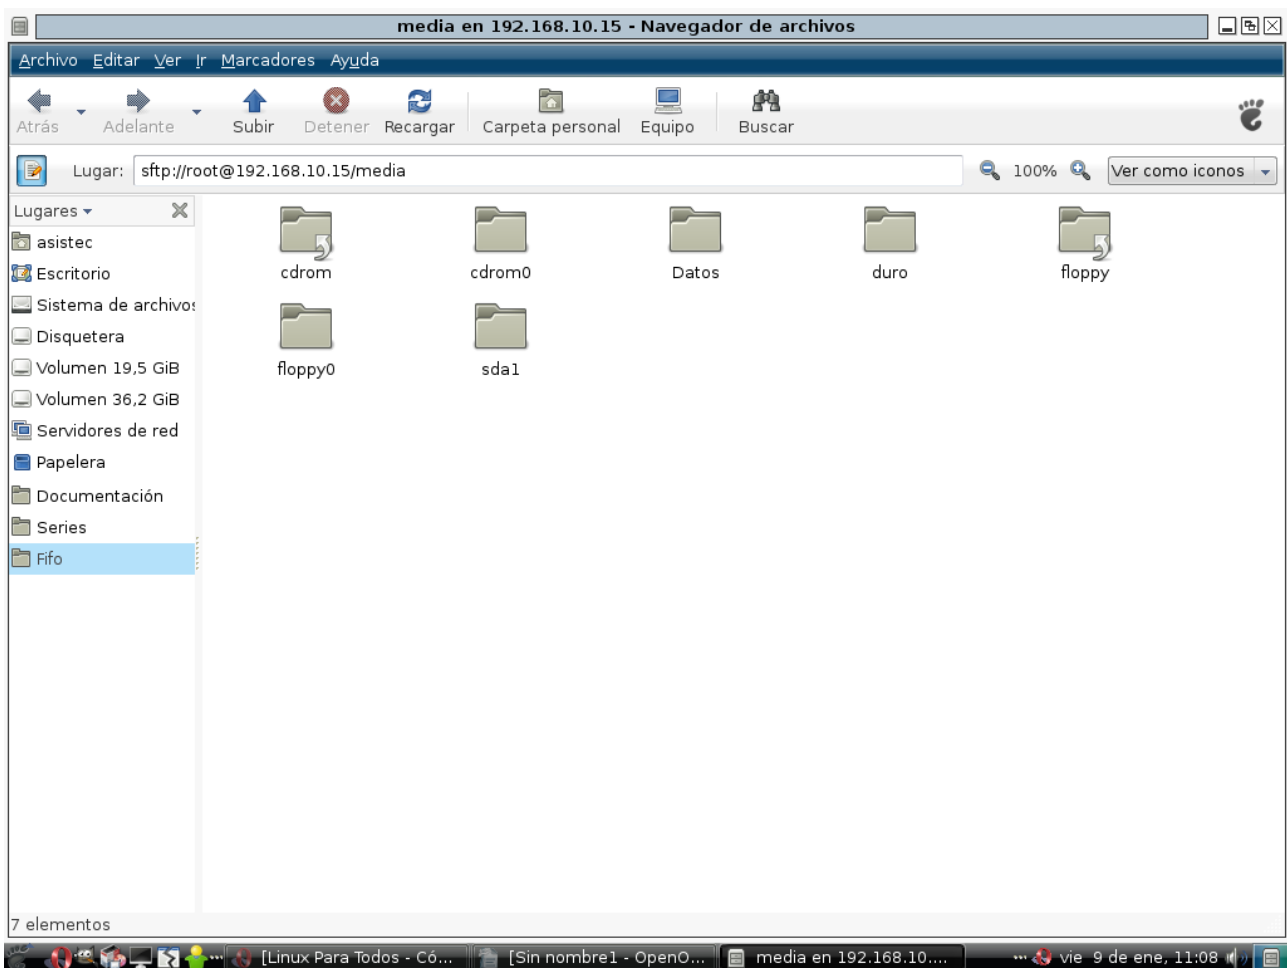 media en 192.168.10.15 - Navegador de archivos
Archivo Editar Ver Ir Marcadores Ayuda
Atrás Adelante Subir Detener Recargar Carpeta personal Equipo Buscar
Lugar: sftp://root@192.168.10.15/media 100% Ver como iconos
Lugares
asistec
Escritorio
Sistema de archivos
Disquetera
Volumen 19,5 GiB
Volumen 36,2 GiB
Servidores de red
Papelera
Documentación
Series
Fifo
cdrom cdrom0 Datos duro floppy
floppy0 sda1
7 elementos
[Linux Para Todos - Có... [Sin nombre1 - OpenO... media en 192.168.10.... vie 9 de ene, 11:08